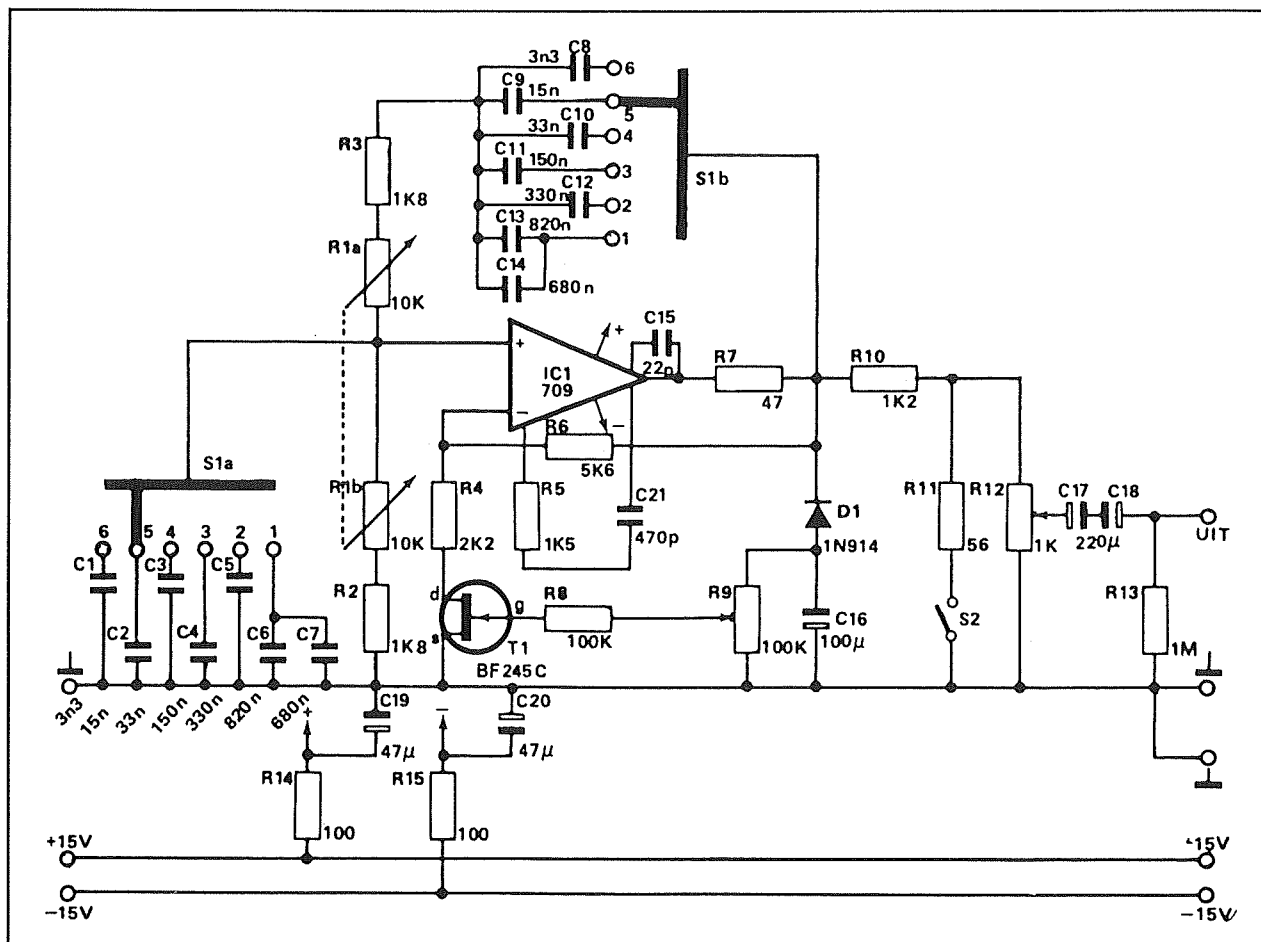 C8
3n3
6
C9
15n
5
C10
33n
4
R3
C11
150n
3
S1b
1K8
C12
330n
2
C13
820n
1
R1a
C14
680n
10K
C15
+
+
IC1
709
22n
R7
47
R10
1K2
−
−
R6
5K6
S1a
R1b
R4
R5
C21
D1
R11
R12
C17
C18
6
5
4
3
2
1
10K
2K2
1K5
470p
1N914
56
1K
220µ
UIT
C1
C3
C5
R2
d
g
R8
R9
S2
R13
C2
C4
C6
C7
1K8
s
T1
100K
100K
C16
100µ
1M
BF245C
3n3
15n
33n
150n
330n
820n
680n
+
C19
−
C20
47µ
47µ
R14
R15
100
100
+15V
+15V
−15V
−15V